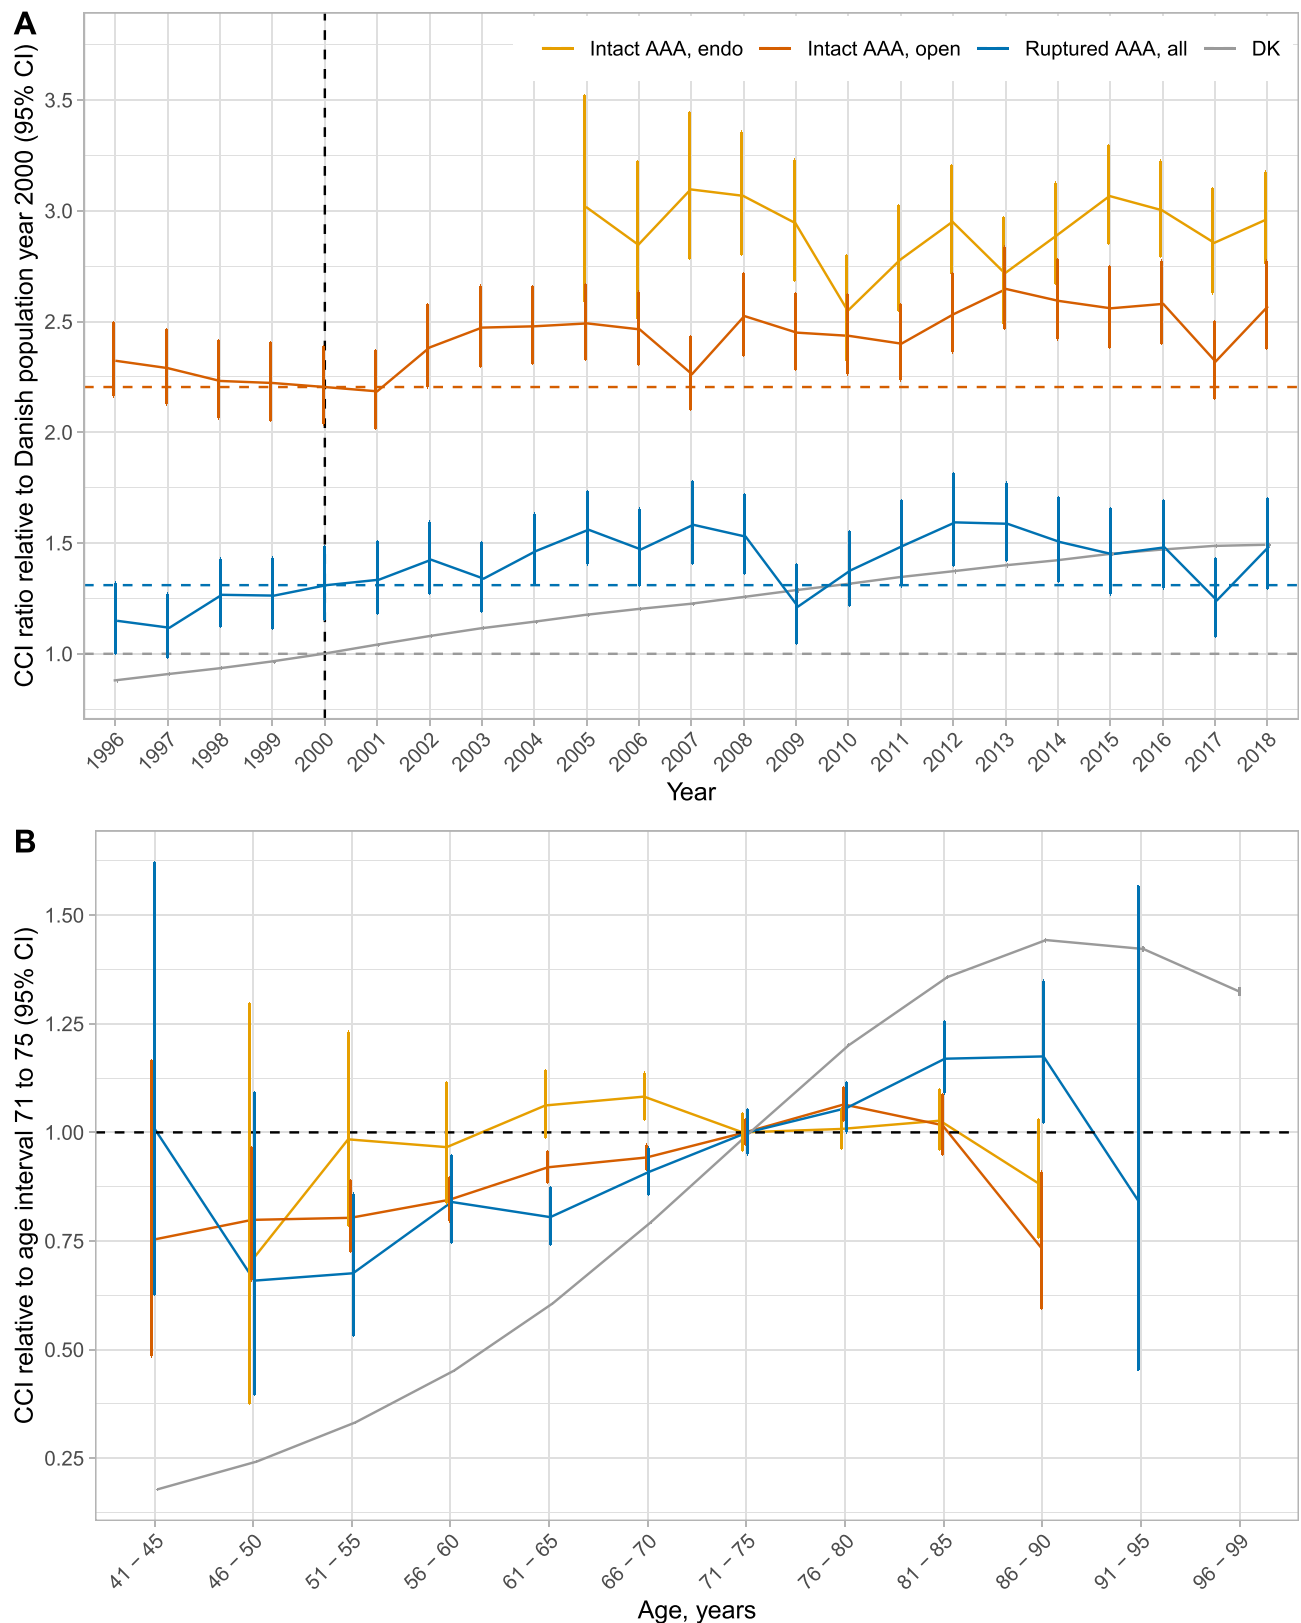 A
Intact AAA, endo
Intact AAA, open
Ruptured AAA, all
DK
CCI ratio relative to Danish population year 2000 (95% CI)
3.5
3.0
2.5
2.0
1.5
1.0
1996
1997
1998
1999
2000
2001
2002
2003
2004
2005
2006
2007
2008
2009
2010
2011
2012
2013
2014
2015
2016
2017
2018
Year
B
CCI relative to age interval 71 to 75 (95% CI)
1.50
1.25
1.00
0.75
0.50
0.25
41 – 45
46 – 50
51 – 55
56 – 60
61 – 65
66 – 70
71 – 75
76 – 80
81 – 85
86 – 90
91 – 95
96 – 99
Age, years